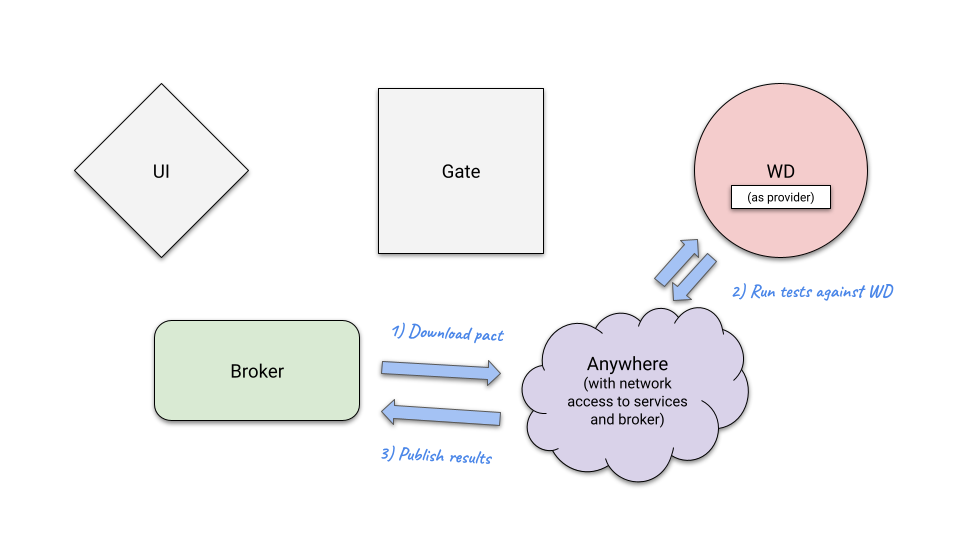 UI
Gate
WD
(as provider)
2) Run tests against WD
1) Download pact
Broker
Anywhere
(with network
access to services
and broker)
3) Publish results